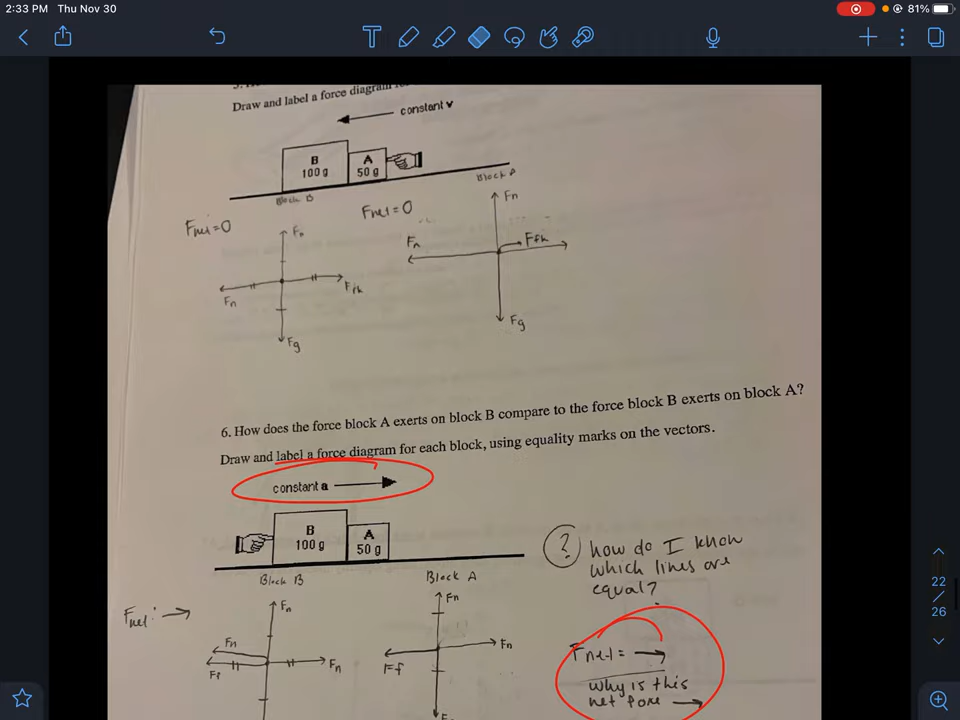 2:33 PM Thu Nov 30
81%
Draw and label a force diagram
constant v
B
100 g
A
50 g
Block B
Block A
Fnet=0
Fnet=0
Fn
Fn
Fn
Ffk
Fn
Ffk
Fg
Fg
6. How does the force block A exerts on block B compare to the force block B exerts on block A?
Draw and label a force diagram for each block, using equality marks on the vectors.
constant a
B
100 g
A
50 g
Block B
Block A
? how do I know
which lines are
equal?
Fnet:
Fn
Fn
Fn
Ff
Fn
Fn
Ff
Fnet =
why is this
net
22
/
26